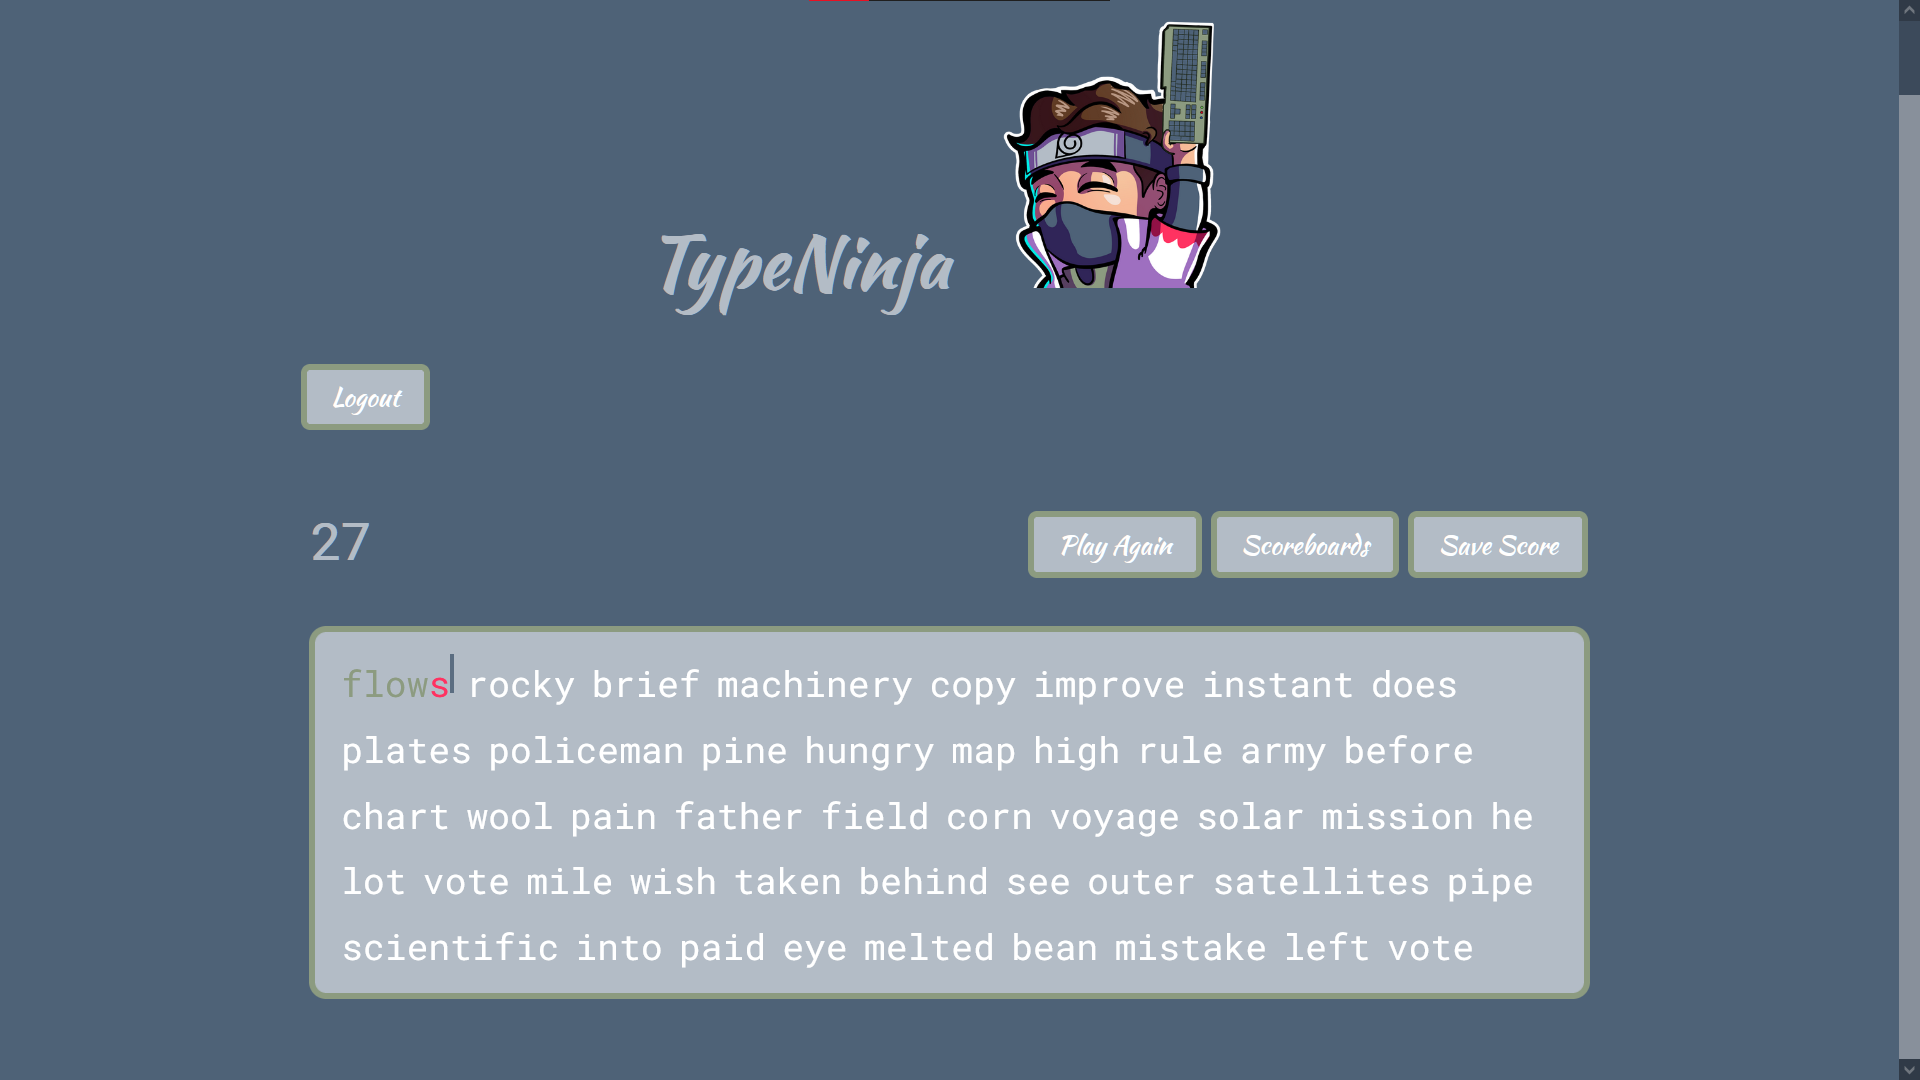 TypeNinja
Logout
27
Play Again
Scoreboards
Save Score
flows rocky brief machinery copy improve instant does
plates policeman pine hungry map high rule army before
chart wool pain father field corn voyage solar mission he
lot vote mile wish taken behind see outer satellites pipe
scientific into paid eye melted bean mistake left vote